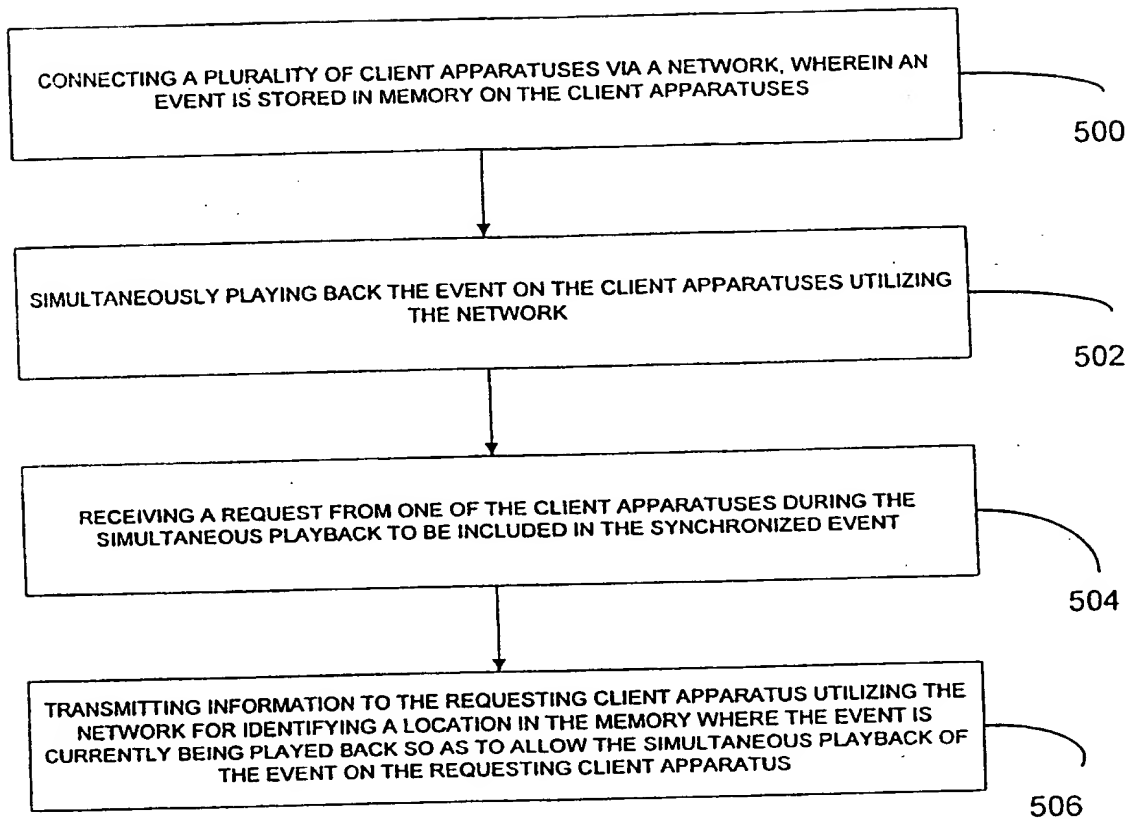 CONNECTING A PLURALITY OF CLIENT APPARATUSES VIA A NETWORK, WHEREIN AN
EVENT IS STORED IN MEMORY ON THE CLIENT APPARATUSES
500
SIMULTANEOUSLY PLAYING BACK THE EVENT ON THE CLIENT APPARATUSES UTILIZING
THE NETWORK
502
RECEIVING A REQUEST FROM ONE OF THE CLIENT APPARATUSES DURING THE
SIMULTANEOUS PLAYBACK TO BE INCLUDED IN THE SYNCHRONIZED EVENT
504
TRANSMITTING INFORMATION TO THE REQUESTING CLIENT APPARATUS UTILIZING THE
NETWORK FOR IDENTIFYING A LOCATION IN THE MEMORY WHERE THE EVENT IS
CURRENTLY BEING PLAYED BACK SO AS TO ALLOW THE SIMULTANEOUS PLAYBACK OF
THE EVENT ON THE REQUESTING CLIENT APPARATUS
506